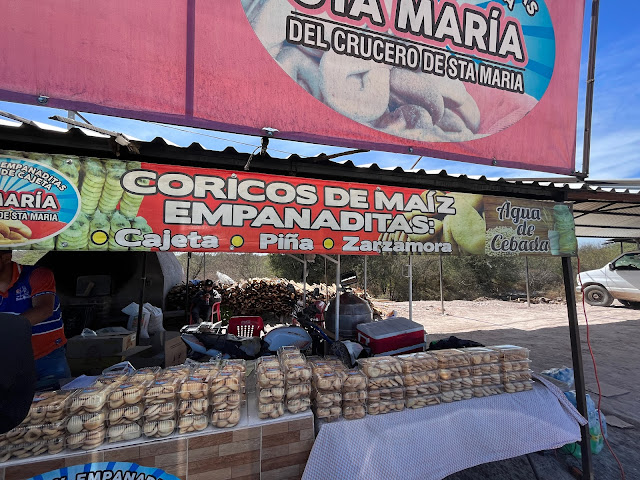 STA MARÍA
DEL CRUCERO DE STA MARIA
EMPANADITAS
DE CAJETA
MARÍA
DE STA MARIA
CORICOS DE MAÍZ
EMPANADITAS:
Cajeta Piña Zarzamora
Agua
de
Cebada
EMPANADITAS